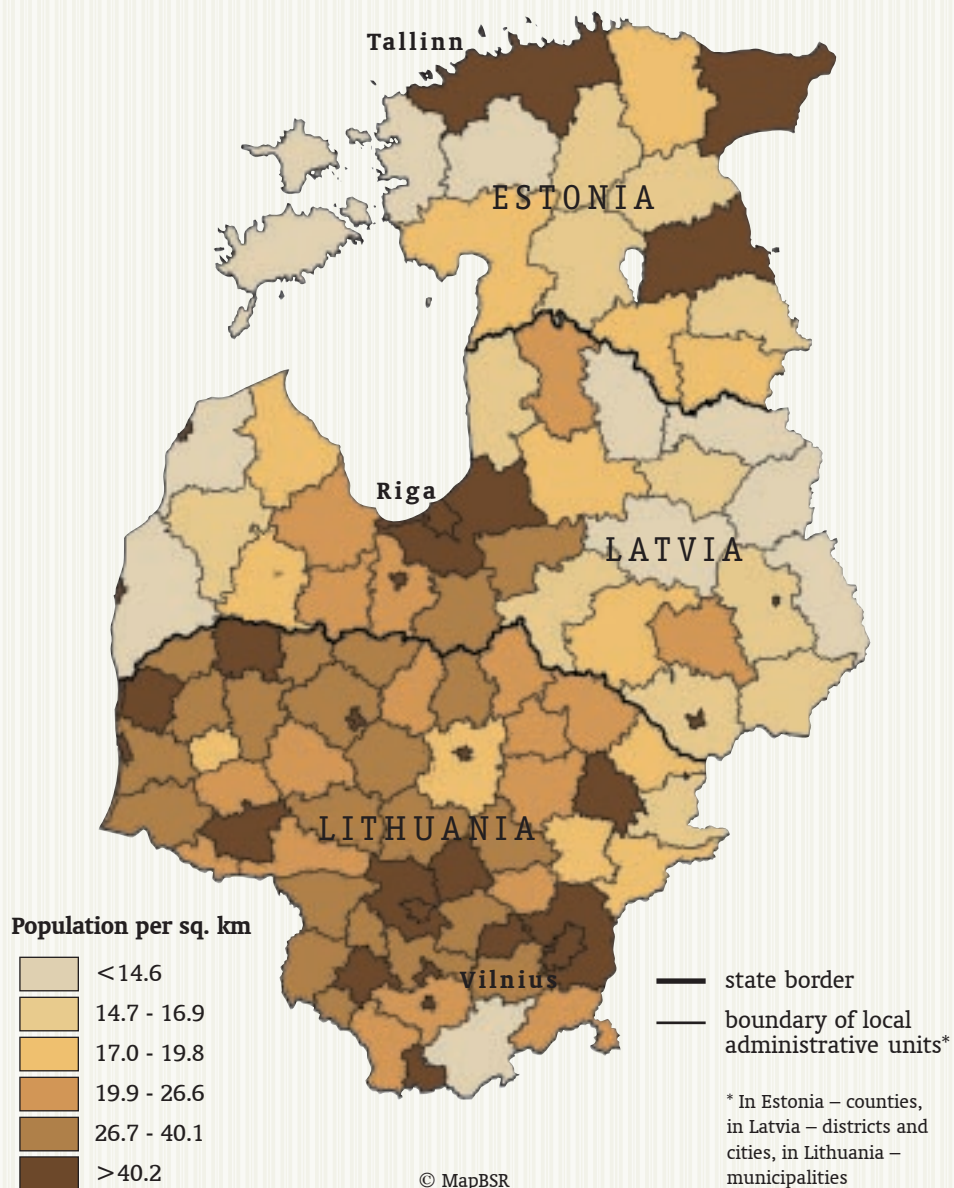 Tallinn
ESTONIA
Riga
LATVIA
LITHUANIA
Vilnius
Population per sq. km
<14.6
14.7 - 16.9
17.0 - 19.8
19.9 - 26.6
26.7 - 40.1
>40.2
state border
boundary of local
administrative units*
* In Estonia – counties,
in Latvia – districts and
cities, in Lithuania –
municipalities
© MapBSR